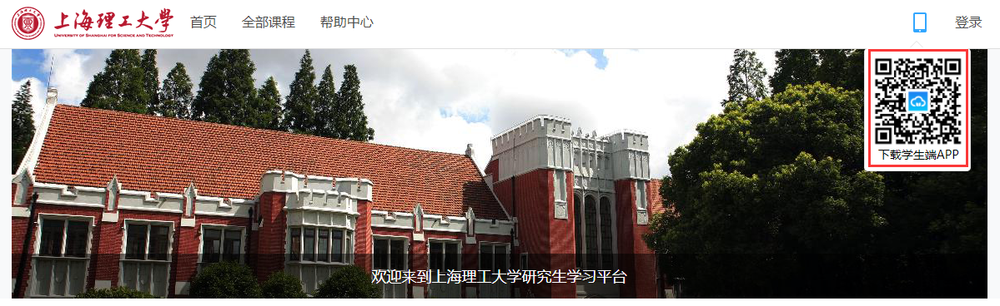 上海理工大學
UNIVERSITY OF SHANGHAI FOR SCIENCE AND TECHNOLOGY
首页
全部课程
帮助中心
登录
下载学生端APP
欢迎来到上海理工大学研究生学习平台